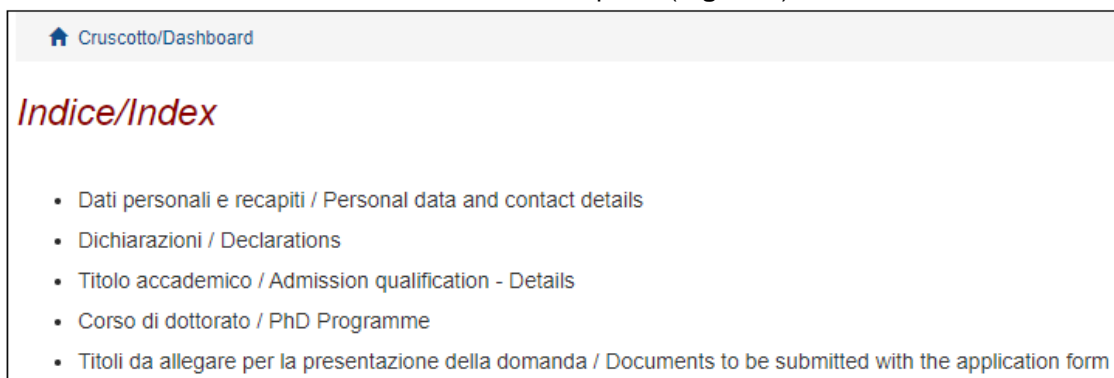 Cruscotto/Dashboard
Indice/Index
• Dati personali e recapiti / Personal data and contact details
• Dichiarazioni / Declarations
• Titolo accademico / Admission qualification - Details
• Corso di dottorato / PhD Programme
• Titoli da allegare per la presentazione della domanda / Documents to be submitted with the application form